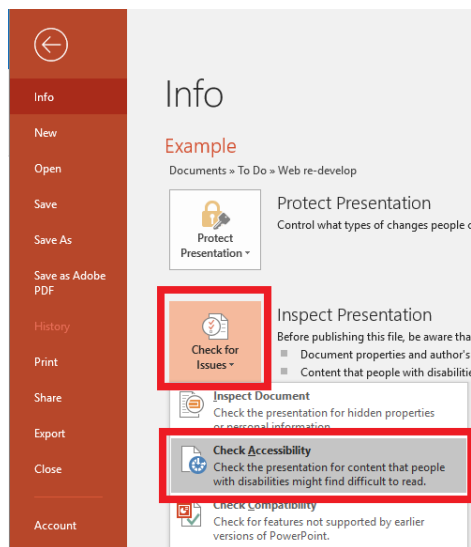 Info
New
Open
Save
Save As
Save as Adobe
PDF
History
Print
Share
Export
Close
Account
Info
Example
Documents » To Do » Web re-develop
Protect
Presentation
Protect Presentation
Control what types of changes people
Check for
Issues
Inspect Presentation
Before publishing this file, be aware tha
Document properties and author's
Content that people with disabilitie
Inspect Document
Check the presentation for hidden properties
or personal information.
Check Accessibility
Check the presentation for content that people
with disabilities might find difficult to read.
Check Compatibility
Check for features not supported by earlier
versions of PowerPoint.